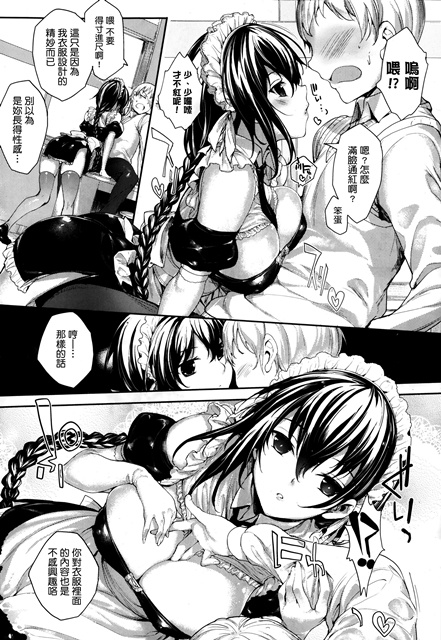 嗚啊
喂!?
嗯?怎麼
滿臉通紅啊?
笨蛋
少、少囉嗦
才不紅呢!
喂 不要
得寸進尺啊!
這只是因為
我衣服設計的
精妙而已
別以為
是妳長得性感…
哼──
那樣的話
!?
你對衣服裡面
的內容也是
不感興趣咯